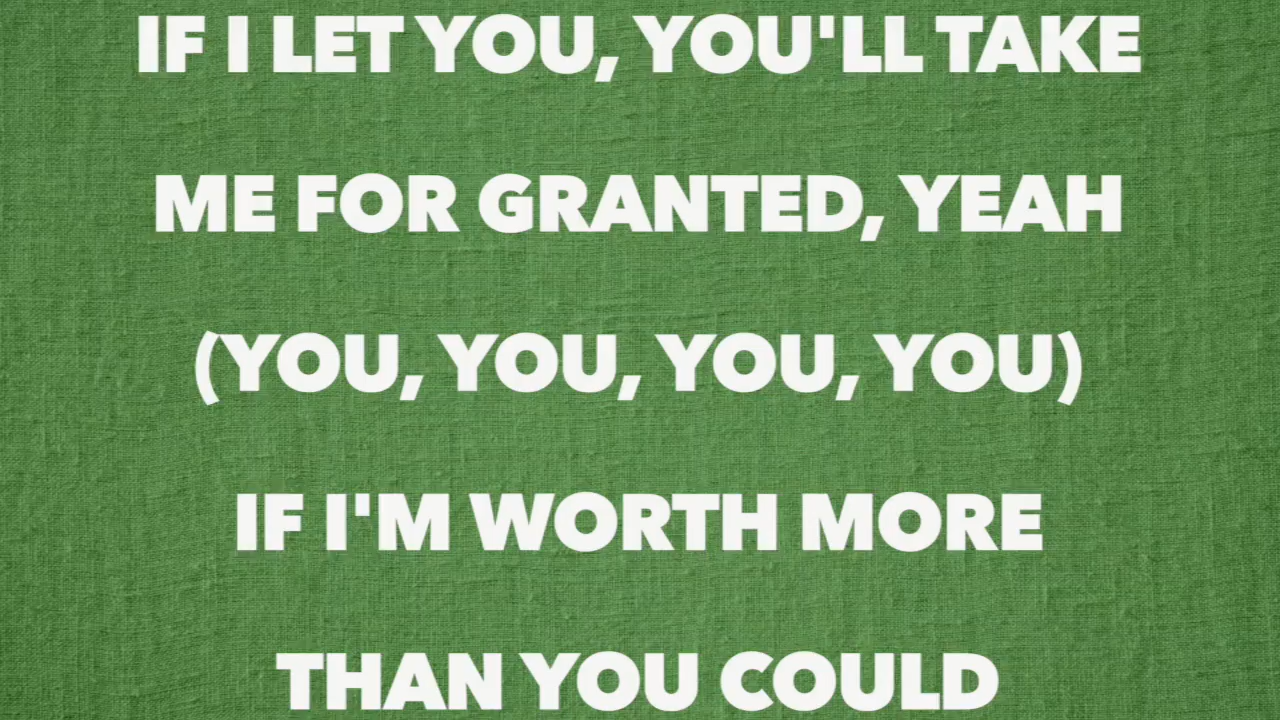 IF I LET YOU, YOU'LL TAKE
ME FOR GRANTED, YEAH
(YOU, YOU, YOU, YOU)
IF I'M WORTH MORE
THAN YOU COULD